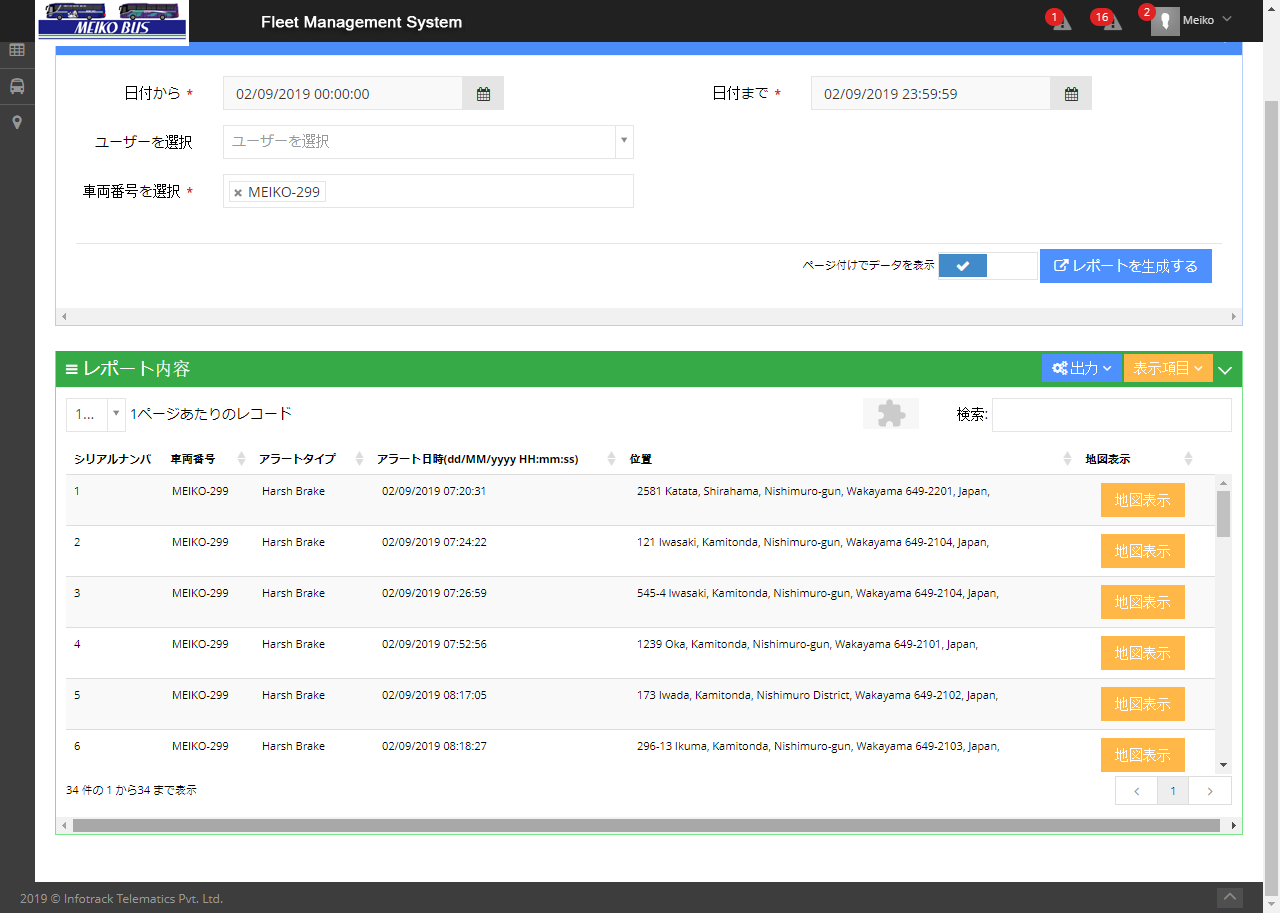 MEIKO BUS
Fleet Management System
1 16 2 Meiko
日付から * 02/09/2019 00:00:00 日付まで * 02/09/2019 23:59:59
ユーザーを選択 ユーザーを選択
車両番号を選択 * × MEIKO-299
ページ付けでデータを表示 レポートを生成する
レポート内容 出力 表示項目
1... 1ページあたりのレコード 検索:
シリアルナンバ 車両番号 アラートタイプ アラート日時(dd/MM/yyyy HH:mm:ss) 位置 地図表示
1 MEIKO-299 Harsh Brake 02/09/2019 07:20:31 2581 Katata, Shirahama, Nishimuro-gun, Wakayama 649-2201, Japan, 地図表示
2 MEIKO-299 Harsh Brake 02/09/2019 07:24:22 121 Iwasaki, Kamitonda, Nishimuro-gun, Wakayama 649-2104, Japan, 地図表示
3 MEIKO-299 Harsh Brake 02/09/2019 07:26:59 545-4 Iwasaki, Kamitonda, Nishimuro-gun, Wakayama 649-2104, Japan, 地図表示
4 MEIKO-299 Harsh Brake 02/09/2019 07:52:56 1239 Oka, Kamitonda, Nishimuro-gun, Wakayama 649-2101, Japan, 地図表示
5 MEIKO-299 Harsh Brake 02/09/2019 08:17:05 173 Iwada, Kamitonda, Nishimuro District, Wakayama 649-2102, Japan, 地図表示
6 MEIKO-299 Harsh Brake 02/09/2019 08:18:27 296-13 Ikuma, Kamitonda, Nishimuro-gun, Wakayama 649-2103, Japan, 地図表示
34 件の 1 から34 まで表示 1
2019 © Infotrack Telematics Pvt. Ltd.